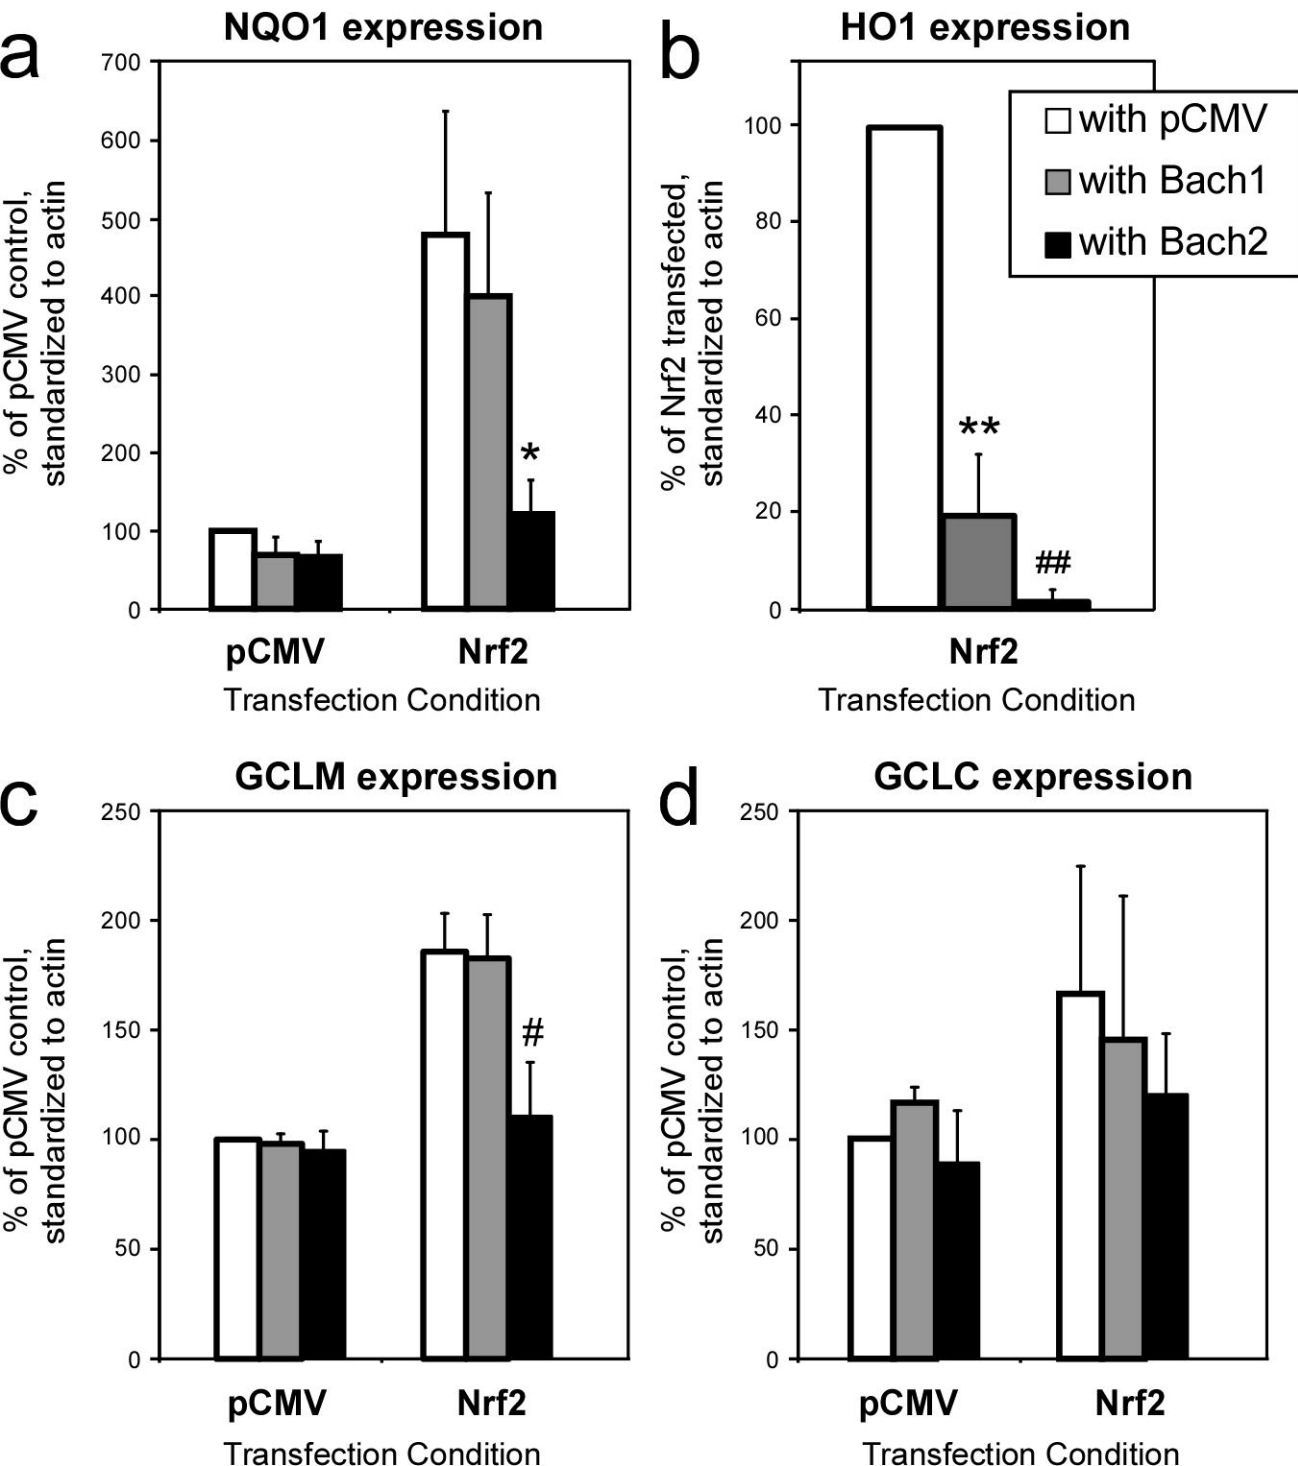 a
NQO1 expression
% of pCMV control,
standardized to actin
700
600
500
400
300
200
100
0
*
pCMV
Nrf2
Transfection Condition
b
HO1 expression
% of Nrf2 transfected,
standardized to actin
100
80
60
40
20
0
**
##
with pCMV
with Bach1
with Bach2
Nrf2
Transfection Condition
c
GCLM expression
% of pCMV control,
standardized to actin
250
200
150
100
50
0
#
pCMV
Nrf2
Transfection Condition
d
GCLC expression
% of pCMV control,
standardized to actin
250
200
150
100
50
0
pCMV
Nrf2
Transfection Condition